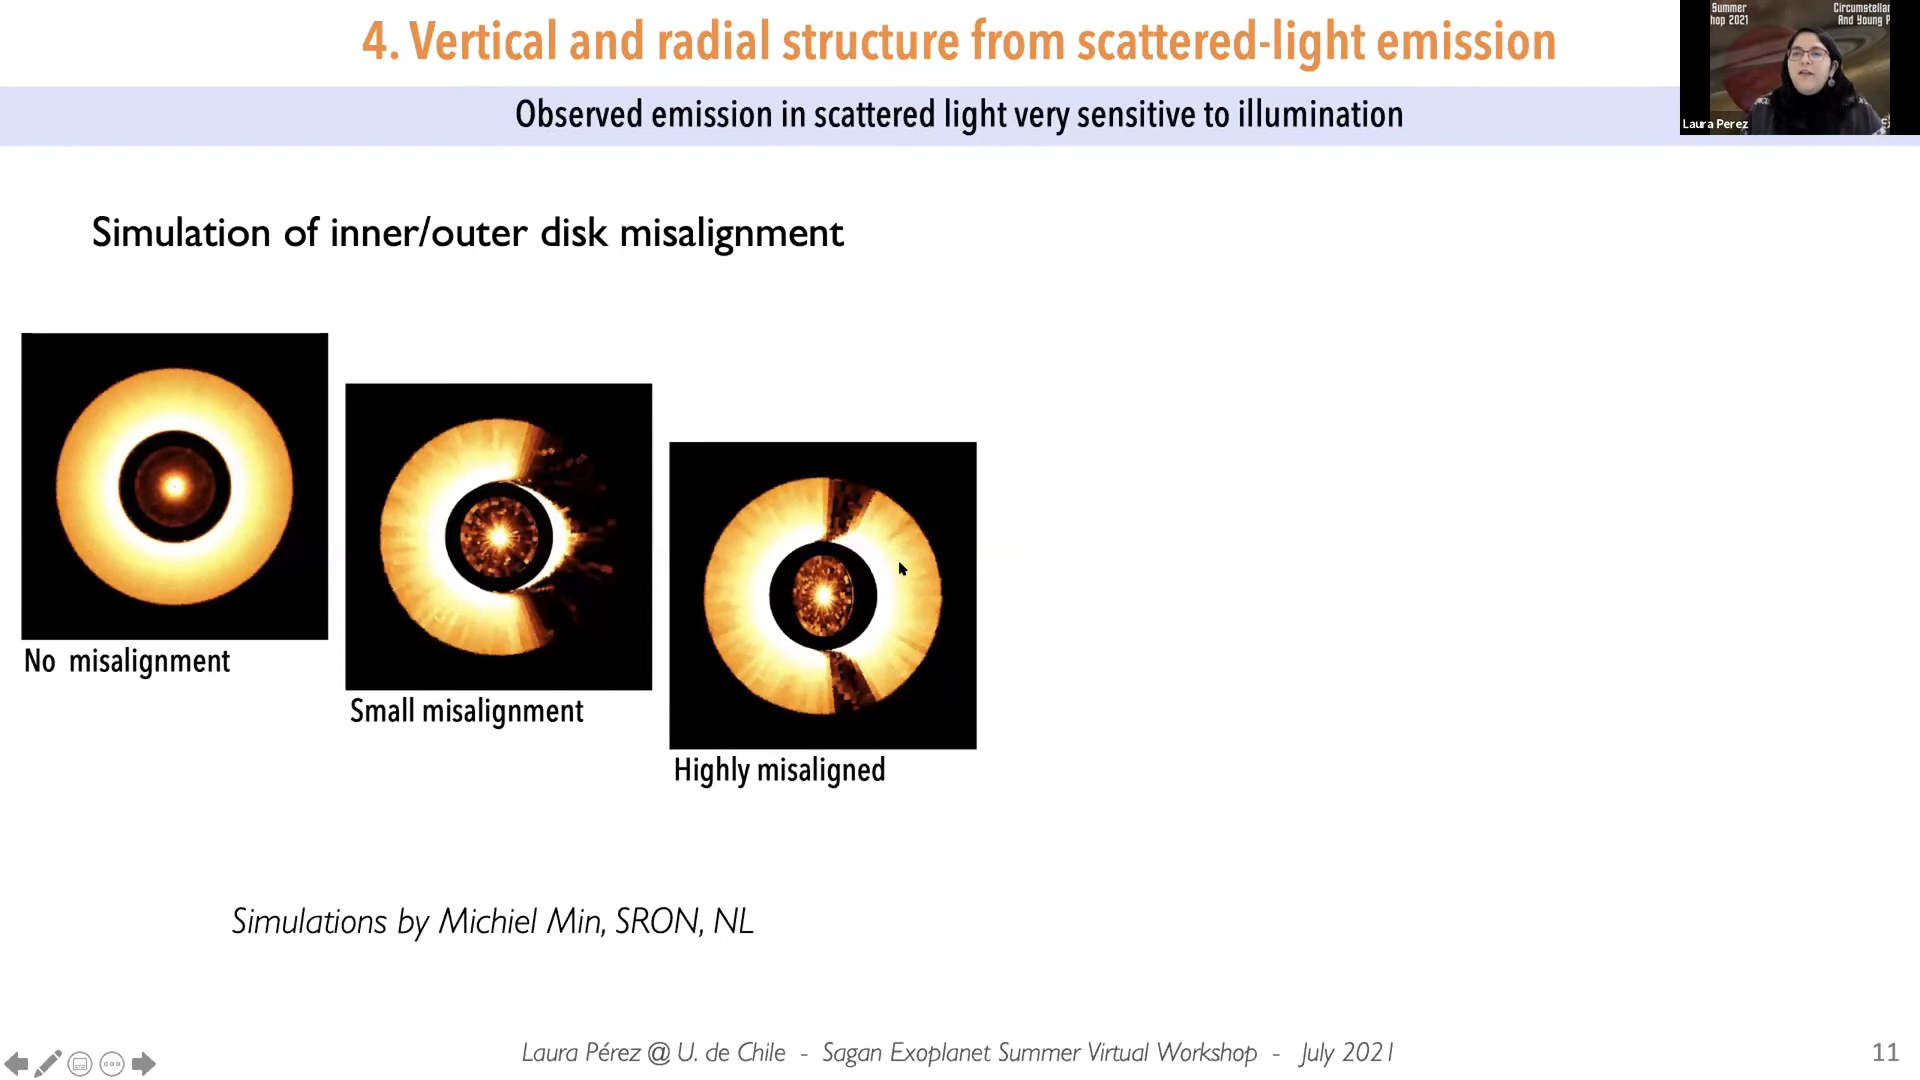 4. Vertical and radial structure from scattered-light emission
Observed emission in scattered light very sensitive to illumination
Summer
hop 2021
Circumstellar
And Young P
Laura Perez
Simulation of inner/outer disk misalignment
No misalignment
Small misalignment
Highly misaligned
Simulations by Michiel Min, SRON, NL
Laura Pérez @ U. de Chile - Sagan Exoplanet Summer Virtual Workshop - July 2021
11